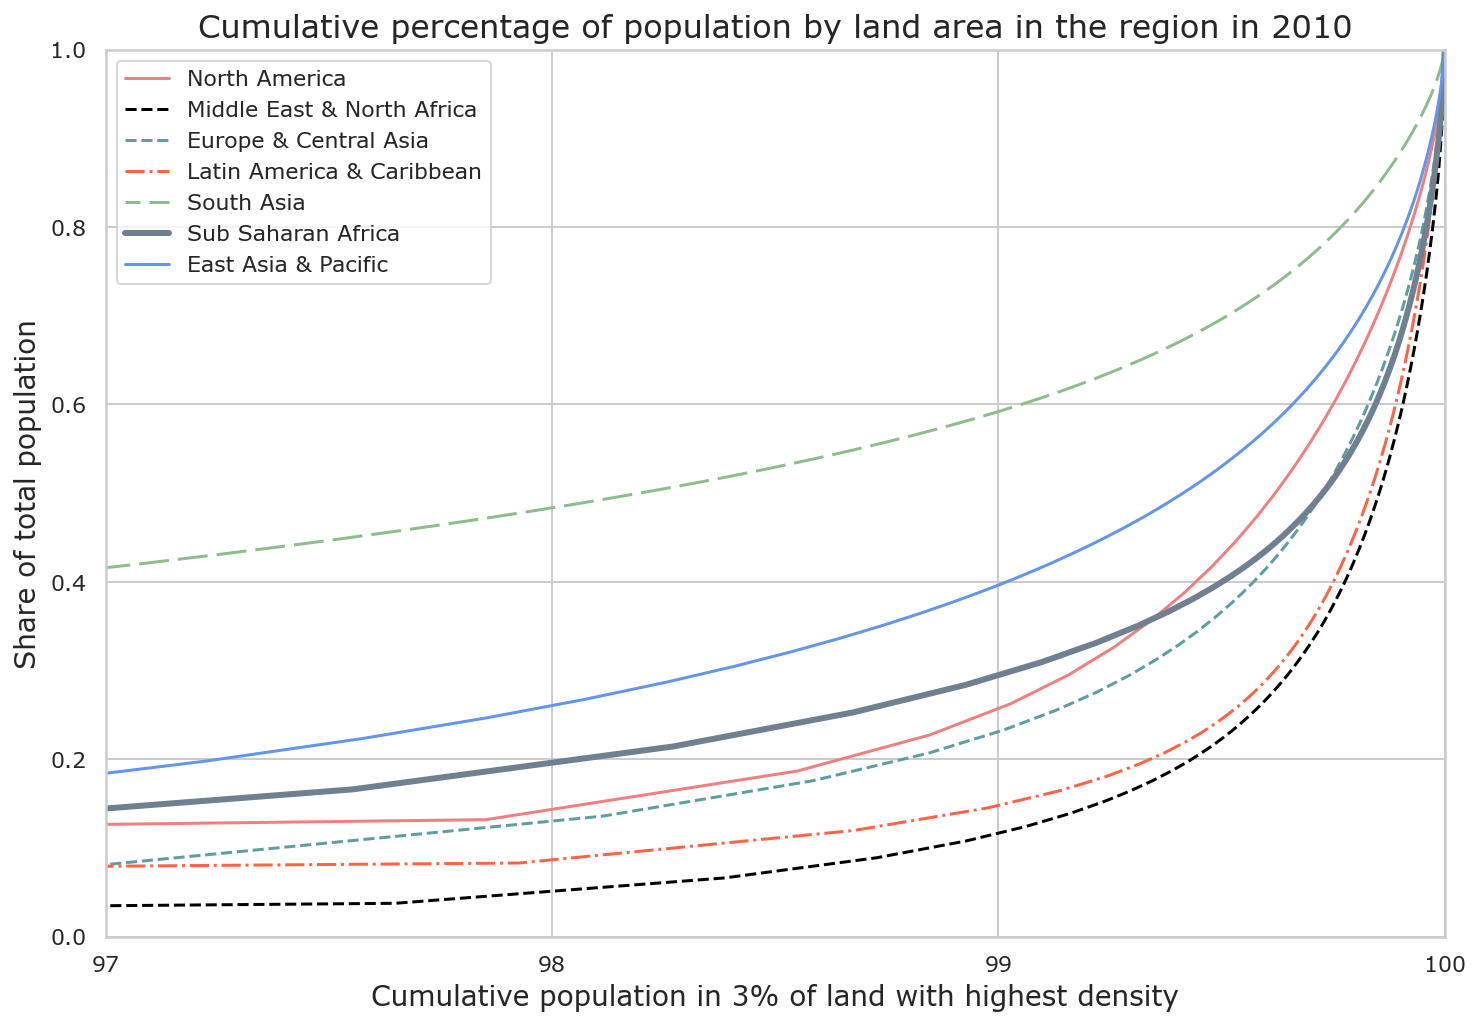 Cumulative percentage of population by land area in the region in 2010
1.0
North America
Middle East & North Africa
Europe & Central Asia
Latin America & Caribbean
South Asia
Sub Saharan Africa
East Asia & Pacific
0.8
0.6
0.4
0.2
0.0
Share of total population
97
98
99
100
Cumulative population in 3% of land with highest density